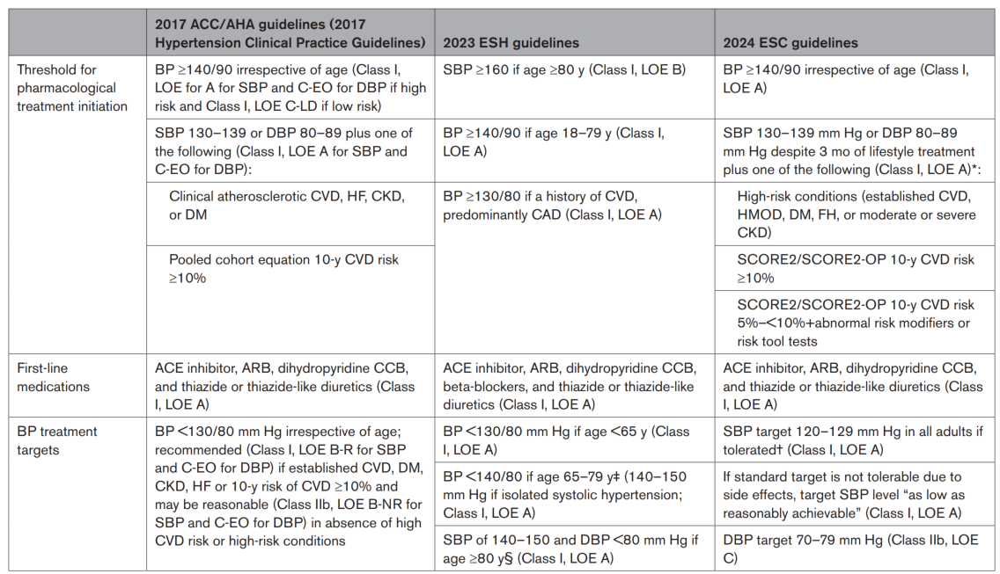 2017 ACC/AHA guidelines (2017
Hypertension Clinical Practice Guidelines)
2023 ESH guidelines
2024 ESC guidelines
Threshold for
pharmacological
treatment initiation
BP ≥140/90 irrespective of age (Class I,
LOE for A for SBP and C-EO for DBP if high
risk and Class I, LOE C-LD if low risk)
SBP ≥160 if age ≥80 y (Class I, LOE B)
BP ≥140/90 irrespective of age (Class I,
LOE A)
SBP 130–139 or DBP 80–89 plus one of
the following (Class I, LOE A for SBP and
C-EO for DBP):
BP ≥140/90 if age 18–79 y (Class I,
LOE A)
SBP 130–139 mm Hg or DBP 80–89
mm Hg despite 3 mo of lifestyle treatment
plus one of the following (Class I, LOE A)*:
Clinical atherosclerotic CVD, HF, CKD,
or DM
BP ≥130/80 if a history of CVD,
predominantly CAD (Class I, LOE A)
High-risk conditions (established CVD,
HMOD, DM, FH, or moderate or severe
CKD)
Pooled cohort equation 10-y CVD risk
≥10%
SCORE2/SCORE2-OP 10-y CVD risk
≥10%
SCORE2/SCORE2-OP 10-y CVD risk
5%–<10%+abnormal risk modifiers or
risk tool tests
First-line
medications
ACE inhibitor, ARB, dihydropyridine CCB,
and thiazide or thiazide-like diuretics (Class
I, LOE A)
ACE inhibitor, ARB, dihydropyridine CCB,
beta-blockers, and thiazide or thiazide-like
diuretics (Class I, LOE A)
ACE inhibitor, ARB, dihydropyridine CCB,
and thiazide or thiazide-like diuretics (Class
I, LOE A)
BP treatment
targets
BP <130/80 mm Hg irrespective of age;
recommended (Class I, LOE B-R for SBP
and C-EO for DBP) if established CVD, DM,
CKD, HF or 10-y risk of CVD ≥10% and
may be reasonable (Class IIb, LOE B-NR for
SBP and C-EO for DBP) in absence of high
CVD risk or high-risk conditions
BP <130/80 mm Hg if age <65 y (Class
I, LOE A)
SBP target 120–129 mm Hg in all adults if
tolerated† (Class I, LOE A)
BP <140/80 if age 65–79 y‡ (140–150
mm Hg if isolated systolic hypertension;
Class I, LOE A)
If standard target is not tolerable due to
side effects, target SBP level “as low as
reasonably achievable” (Class I, LOE A)
SBP of 140–150 and DBP <80 mm Hg if
age ≥80 y§ (Class I, LOE A)
DBP target 70–79 mm Hg (Class IIb, LOE
C)